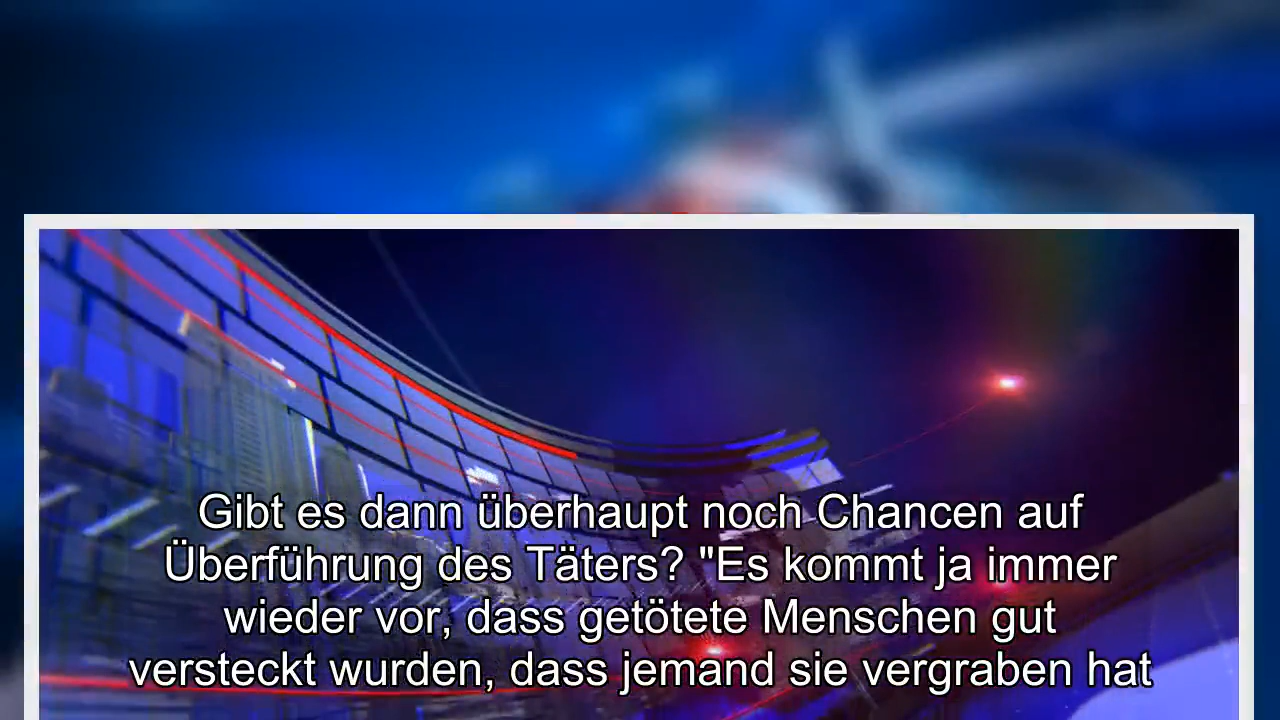 Gibt es dann überhaupt noch Chancen auf
Überführung des Täters? "Es kommt ja immer
wieder vor, dass getötete Menschen gut
versteckt wurden, dass jemand sie vergraben hat